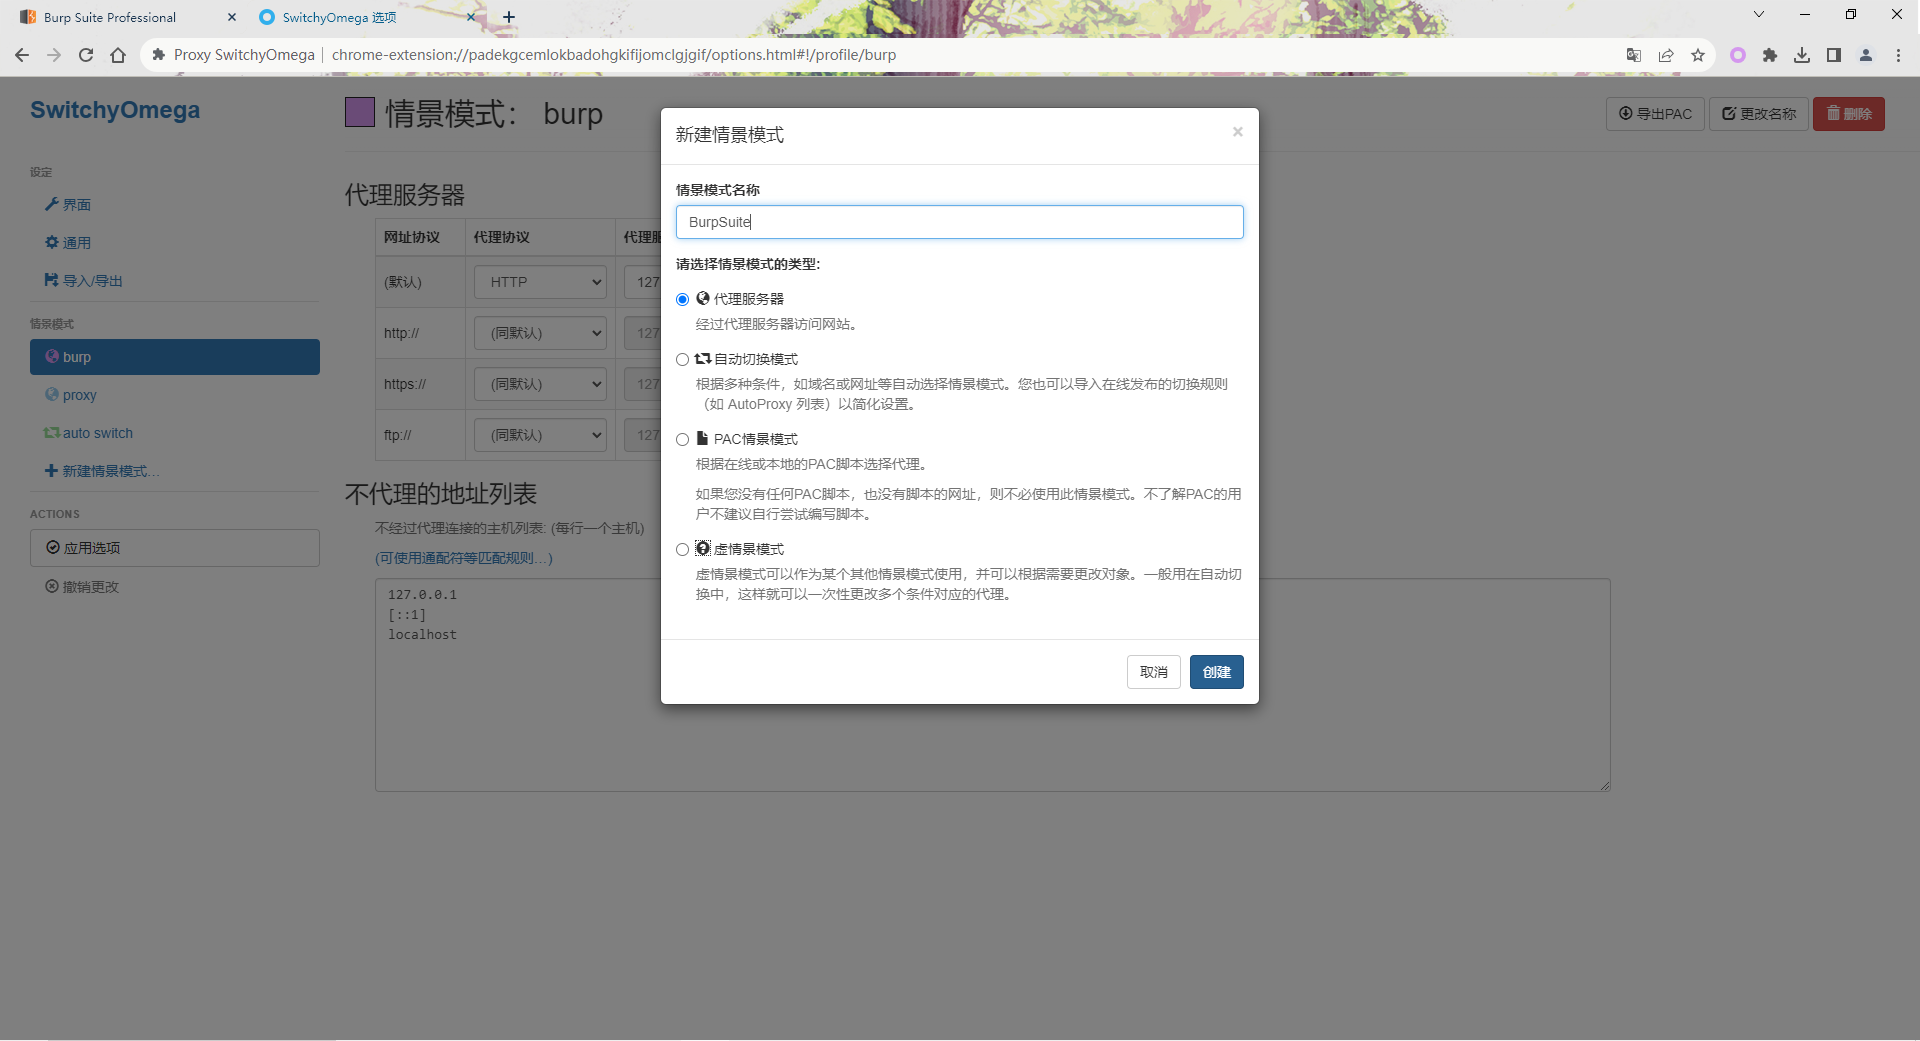 Burp Suite Professional
SwitchyOmega 选项
Proxy SwitchyOmega
chrome-extension://padekgcemlokbadohgkifijomclgjgif/options.html#!/profile/burp
SwitchyOmega
设定
界面
通用
导入/导出
情景模式
burp
proxy
auto switch
新建情景模式…
ACTIONS
应用选项
撤销更改
情景模式： burp
导出PAC
更改名称
删除
代理服务器
网址协议 代理协议 代理服
(默认) HTTP 127
http:// (同默认) 127
https:// (同默认) 127
ftp:// (同默认) 127
不代理的地址列表
不经过代理连接的主机列表: (每行一个主机)
(可使用通配符等匹配规则…)
127.0.0.1
[::1]
localhost
新建情景模式
×
情景模式名称
BurpSuite
请选择情景模式的类型:
代理服务器
经过代理服务器访问网站。
自动切换模式
根据多种条件，如域名或网址等自动选择情景模式。您也可以导入在线发布的切换规则
（如 AutoProxy 列表）以简化设置。
PAC情景模式
根据在线或本地的PAC脚本选择代理。
如果您没有任何PAC脚本，也没有脚本的网址，则不必使用此情景模式。不了解PAC的用
户不建议自行尝试编写脚本。
虚情景模式
虚情景模式可以作为某个其他情景模式使用，并可以根据需要更改对象。一般用在自动切
换中，这样就可以一次性更改多个条件对应的代理。
取消
创建